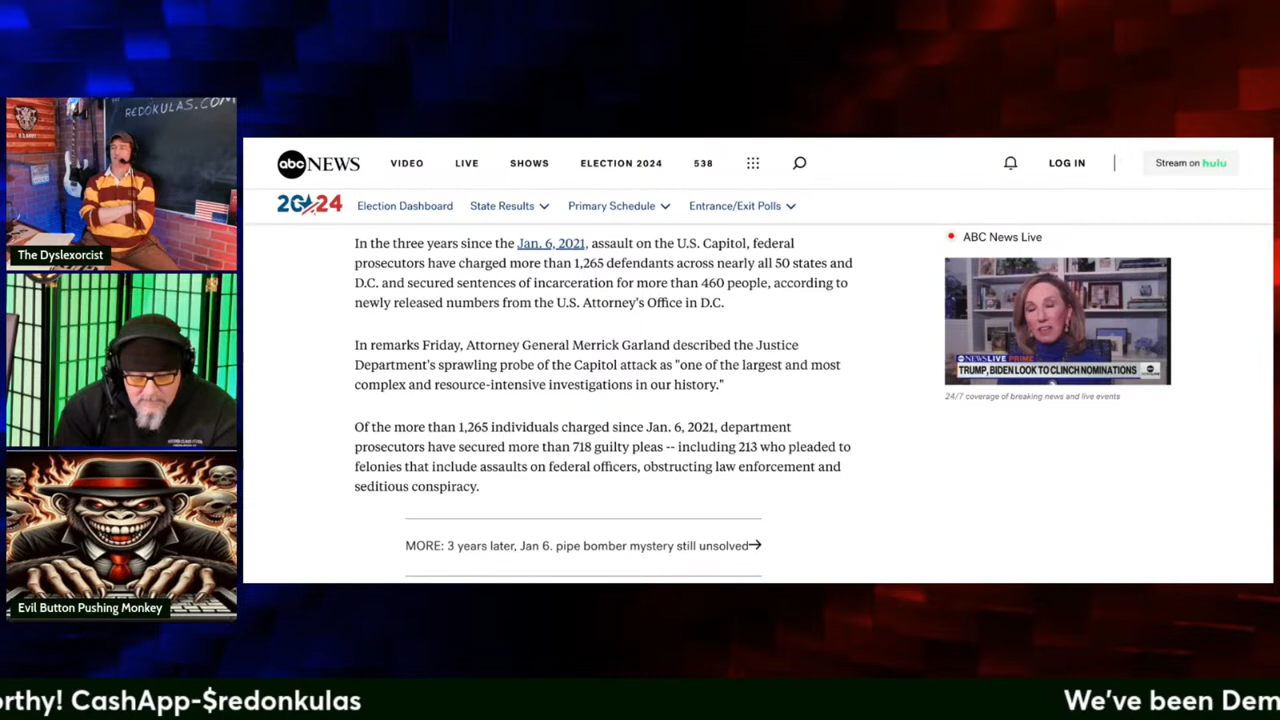 REDOKULAS.COM
U.S. ARMY
The Dyslexorcist
Evil Button Pushing Monkey
abc NEWS
VIDEO
LIVE
SHOWS
ELECTION 2024
538
LOG IN
Stream on hulu
2024
Election Dashboard
State Results
Primary Schedule
Entrance/Exit Polls
In the three years since the Jan. 6, 2021, assault on the U.S. Capitol, federal
prosecutors have charged more than 1,265 defendants across nearly all 50 states and
D.C. and secured sentences of incarceration for more than 460 people, according to
newly released numbers from the U.S. Attorney's Office in D.C.
In remarks Friday, Attorney General Merrick Garland described the Justice
Department's sprawling probe of the Capitol attack as "one of the largest and most
complex and resource-intensive investigations in our history."
Of the more than 1,265 individuals charged since Jan. 6, 2021, department
prosecutors have secured more than 718 guilty pleas -- including 213 who pleaded to
felonies that include assaults on federal officers, obstructing law enforcement and
seditious conspiracy.
MORE: 3 years later, Jan 6. pipe bomber mystery still unsolved
ABC News Live
NEWSLIVE PRIME
TRUMP, BIDEN LOOK TO CLINCH NOMINATIONS
24/7 coverage of breaking news and live events
orthy! CashApp-$redonkulas
We've been Dem